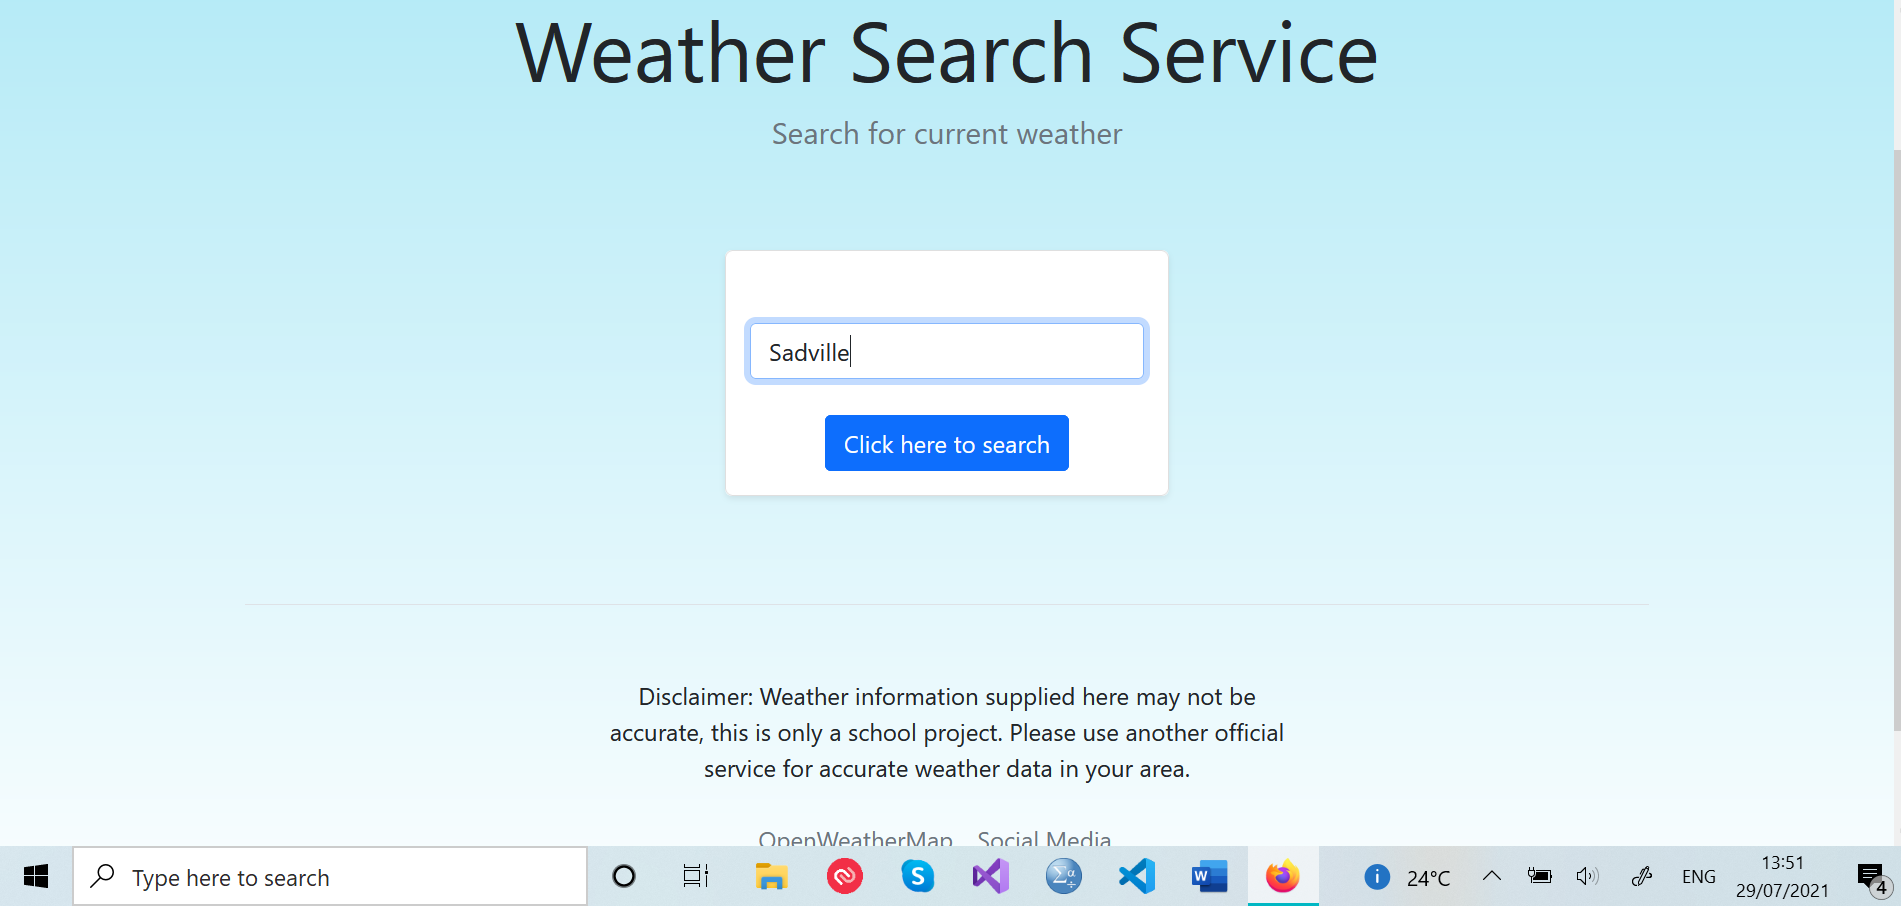 Weather Search Service
Search for current weather
Sadville
Click here to search
Disclaimer: Weather information supplied here may not be
accurate, this is only a school project. Please use another official
service for accurate weather data in your area.
OpenWeatherMap Social Media
Type here to search
24°C
ENG
13:51
29/07/2021
4